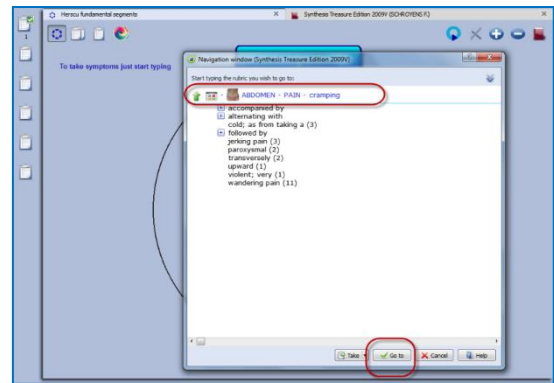 Herscu fundamental segments
Synthesis Treasure Edition 2009V (SCHROYENS F.)
1
To take symptoms just start typing
Navigation window (Synthesis Treasure Edition 2009V)
Start typing the rubric you wish to go to:
ABDOMEN - PAIN - cramping
accompanied by
alternating with
cold; as from taking a (3)
followed by
jerking pain (3)
paroxysmal (2)
transversely (2)
upward (1)
violent; very (1)
wandering pain (11)
Take
Go to
Cancel
Help